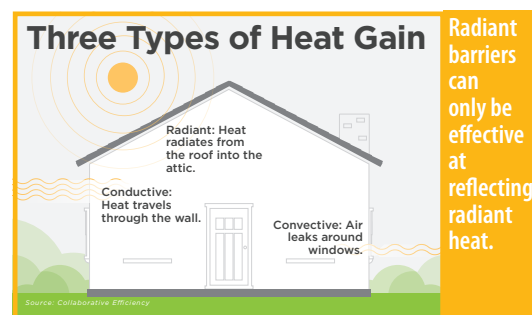 Three Types of Heat Gain
Radiant: Heat
radiates from
the roof into the
attic.
Conductive:
Heat travels
through the wall.
Convective: Air
leaks around
windows.
Source: Collaborative Efficiency
Radiant
barriers
can
only be
effective
at
reflecting
radiant
heat.